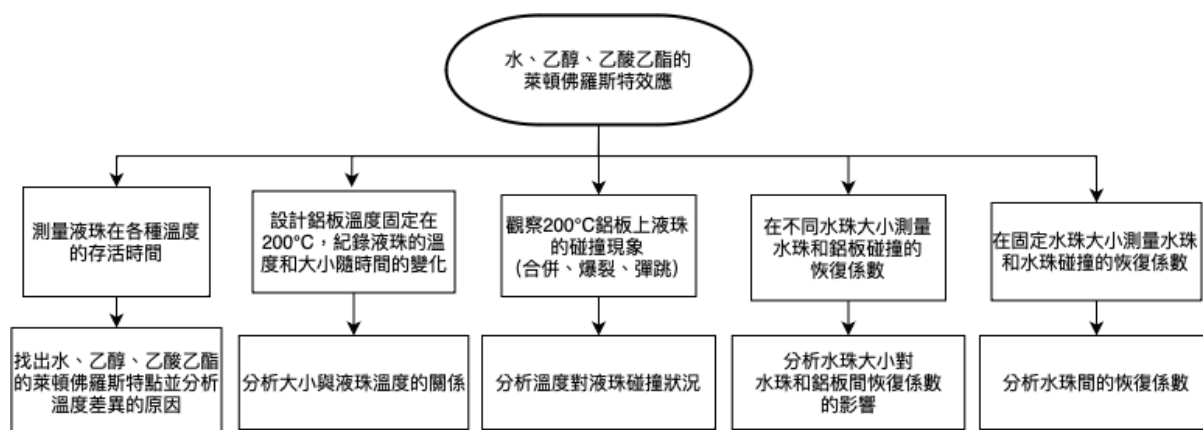 水、乙醇、乙酸乙酯的
萊頓佛羅斯特效應
測量液珠在各種溫度
的存活時間
設計鋁板溫度固定在
200°C，紀錄液珠的溫
度和大小隨時間的變化
觀察200°C鋁板上液珠
的碰撞現象
（合併、爆裂、彈跳）
在不同水珠大小測量
水珠和鋁板碰撞的
恢復係數
在固定水珠大小測量水珠
和水珠碰撞的恢復係數
找出水、乙醇、乙酸乙酯
的萊頓佛羅斯特點並分析
溫度差異的原因
分析大小與液珠溫度的關係
分析溫度對液珠碰撞狀況
分析水珠大小對
水珠和鋁板間恢復係數
的影響
分析水珠間的恢復係數